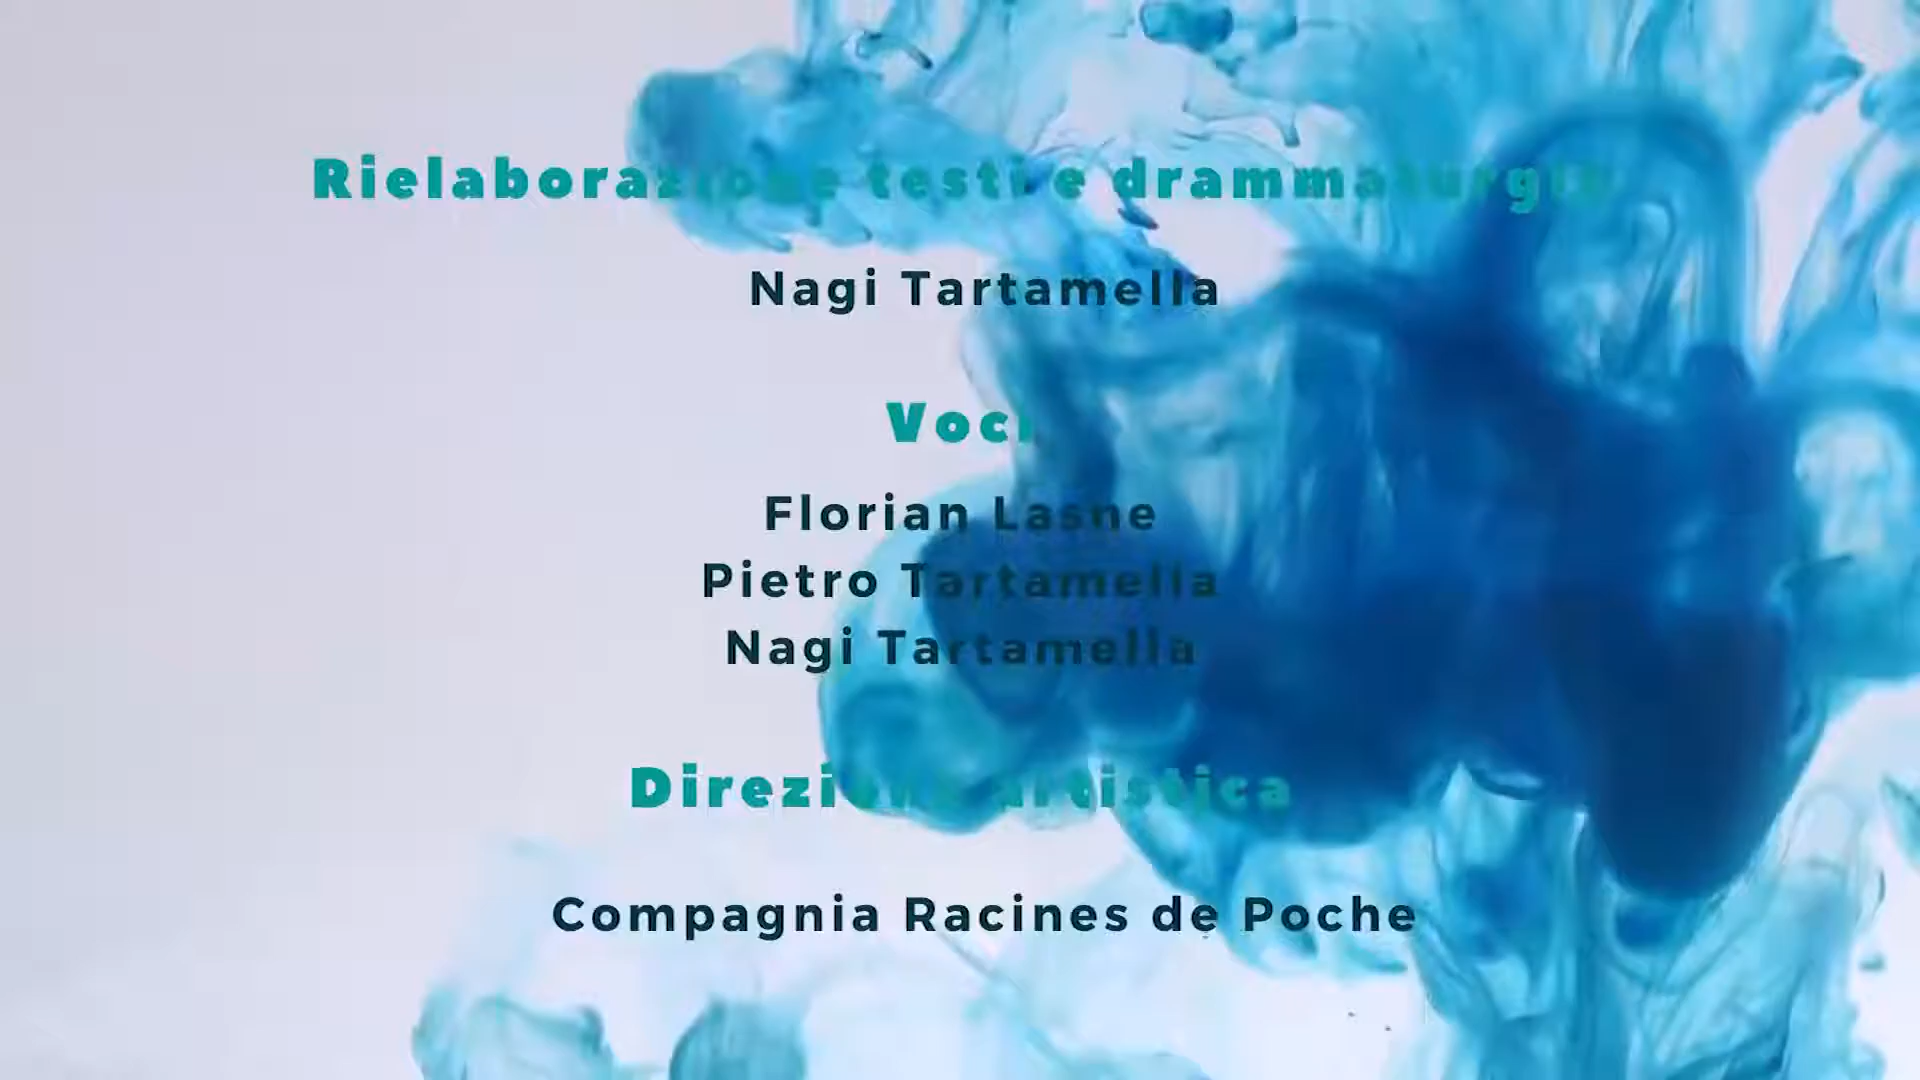 Rielaborazione testi e drammaturgia
Nagi Tartamella
Voci
Florian Lasne
Pietro Tartamella
Nagi Tartamella
Direzione artistica
Compagnia Racines de Poche